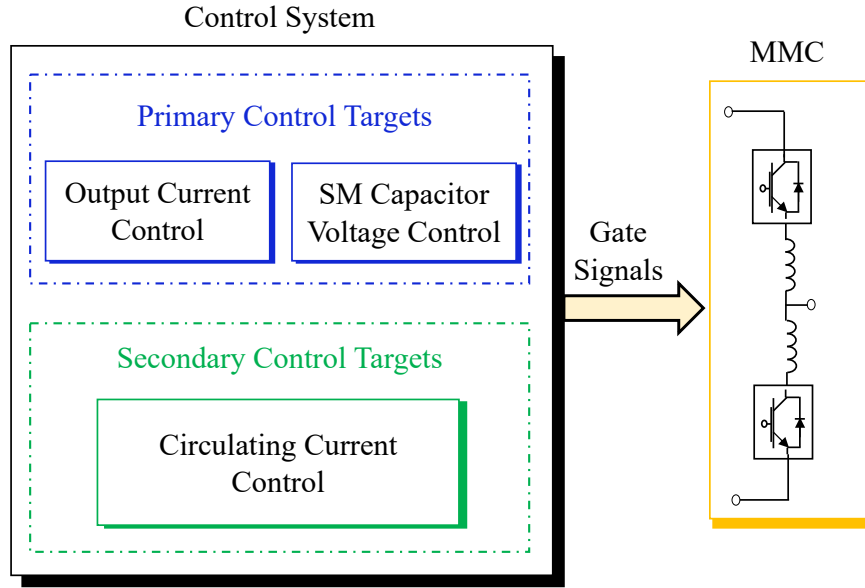 Control System
Primary Control Targets
Output Current
Control
SM Capacitor
Voltage Control
Secondary Control Targets
Circulating Current
Control
Gate
Signals
MMC